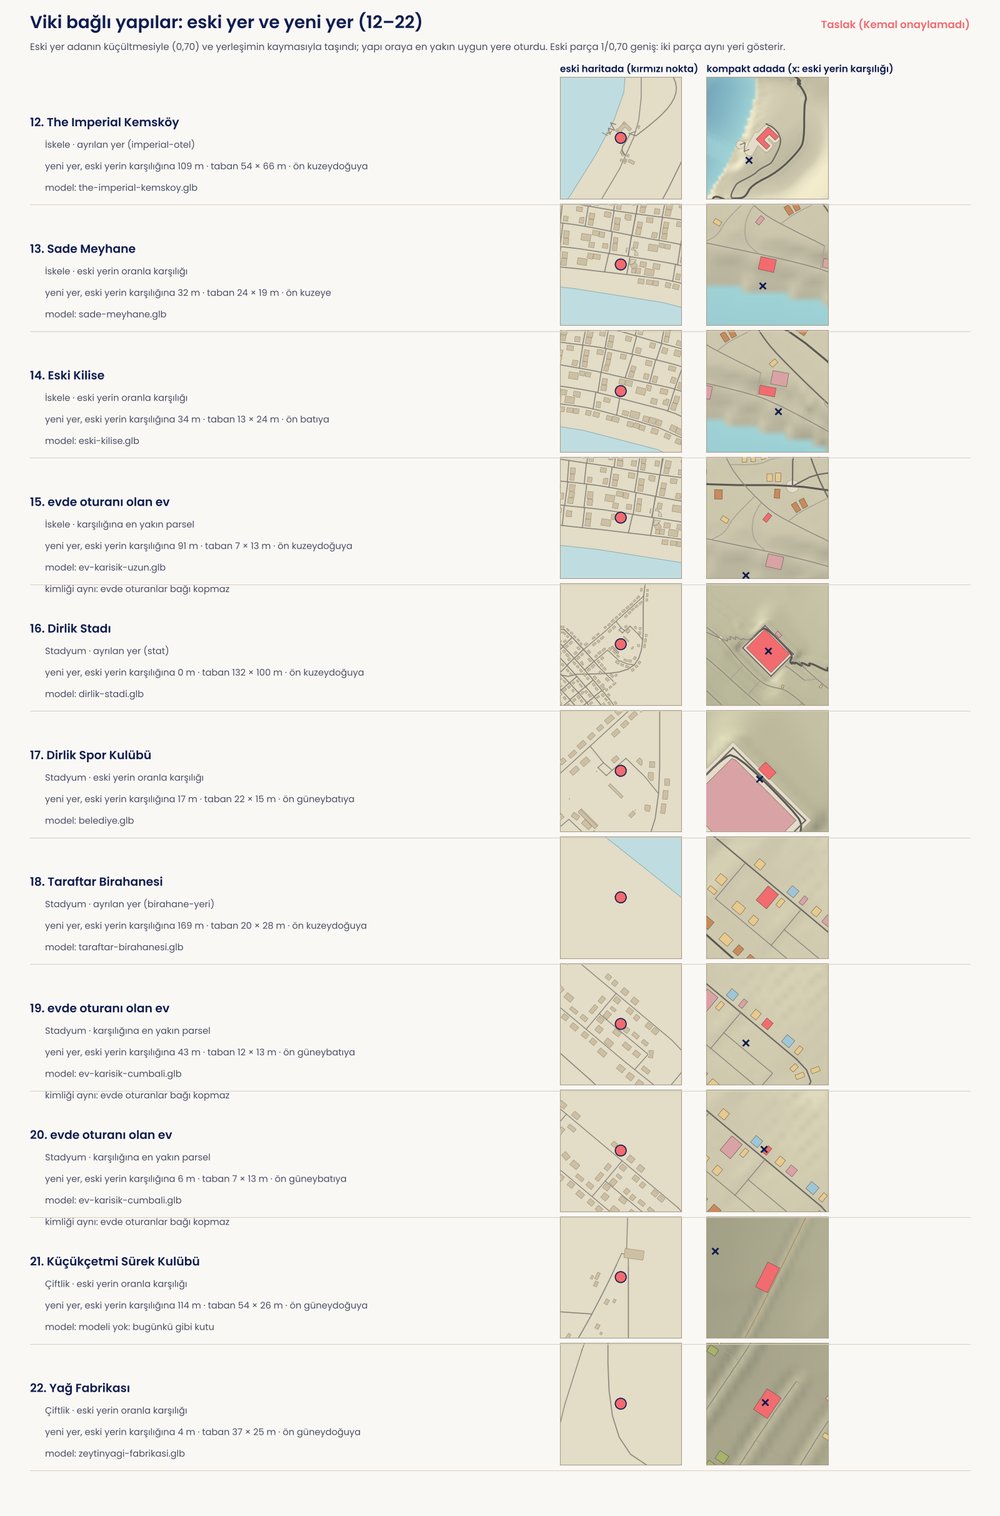 Viki bağlı yapılar: eski yer ve yeni yer (12–22)
Taslak (Kemal onaylamadı)
Eski yer adanın küçültmesiyle (0,70) ve yerleşimin kaymasıyla taşındı; yapı oraya en yakın uygun yere oturdu. Eski parça 1/0,70 geniş: iki parça aynı yeri gösterir.
eski haritada (kırmızı nokta)
kompakt adada (x: eski yerin karşılığı)
12. The Imperial Kemsköy
İskele · ayrılan yer (imperial-otel)
yeni yer, eski yerin karşılığına 109 m · taban 54 × 66 m · ön kuzeydoğuya
model: the-imperial-kemskoy.glb
13. Sade Meyhane
İskele · eski yerin oranla karşılığı
yeni yer, eski yerin karşılığına 32 m · taban 24 × 19 m · ön kuzeye
model: sade-meyhane.glb
14. Eski Kilise
İskele · eski yerin oranla karşılığı
yeni yer, eski yerin karşılığına 34 m · taban 13 × 24 m · ön batıya
model: eski-kilise.glb
15. evde oturanı olan ev
İskele · karşılığına en yakın parsel
yeni yer, eski yerin karşılığına 91 m · taban 7 × 13 m · ön kuzeydoğuya
model: ev-karisik-uzun.glb
kimliği aynı: evde oturanlar bağı kopmaz
16. Dirlik Stadı
Stadyum · ayrılan yer (stat)
yeni yer, eski yerin karşılığına 0 m · taban 132 × 100 m · ön kuzeydoğuya
model: dirlik-stadi.glb
17. Dirlik Spor Kulübü
Stadyum · eski yerin oranla karşılığı
yeni yer, eski yerin karşılığına 17 m · taban 22 × 15 m · ön güneybatıya
model: belediye.glb
18. Taraftar Birahanesi
Stadyum · ayrılan yer (birahane-yeri)
yeni yer, eski yerin karşılığına 169 m · taban 20 × 28 m · ön kuzeydoğuya
model: taraftar-birahanesi.glb
19. evde oturanı olan ev
Stadyum · karşılığına en yakın parsel
yeni yer, eski yerin karşılığına 43 m · taban 12 × 13 m · ön güneybatıya
model: ev-karisik-cumbali.glb
kimliği aynı: evde oturanlar bağı kopmaz
20. evde oturanı olan ev
Stadyum · karşılığına en yakın parsel
yeni yer, eski yerin karşılığına 6 m · taban 7 × 13 m · ön güneybatıya
model: ev-karisik-cumbali.glb
kimliği aynı: evde oturanlar bağı kopmaz
21. Küçükçetmi Sürek Kulübü
Çiftlik · eski yerin oranla karşılığı
yeni yer, eski yerin karşılığına 114 m · taban 54 × 26 m · ön güneydoğuya
model: modeli yok: bugünkü gibi kutu
22. Yağ Fabrikası
Çiftlik · eski yerin oranla karşılığı
yeni yer, eski yerin karşılığına 4 m · taban 37 × 25 m · ön güneydoğuya
model: zeytinyagi-fabrikasi.glb